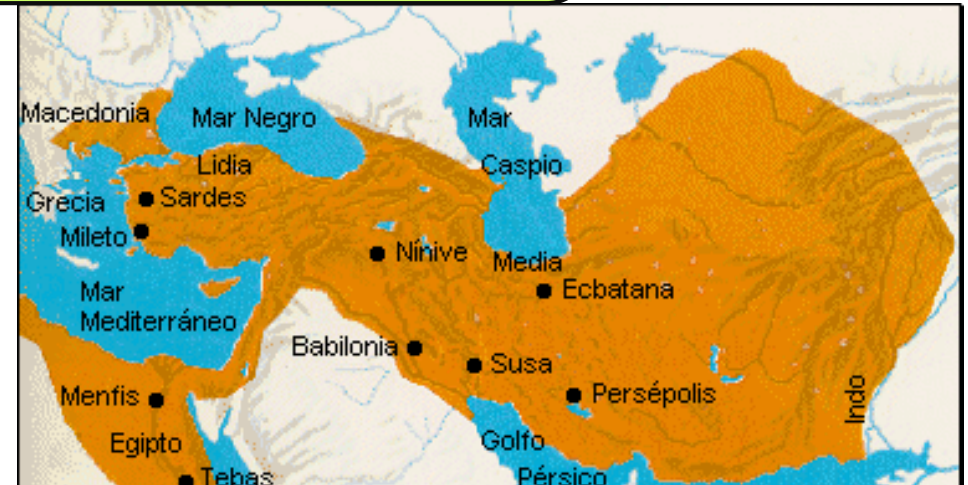 Macedonia
Mar Negro
Mar
Caspio
Lidia
Sardes
Grecia
Mileto
Nínive
Media
Ecbatana
Mar
Mediterráneo
Babilonia
Susa
Menfis
Persépolis
Indo
Egipto
Golfo
Pérsico
Tebas